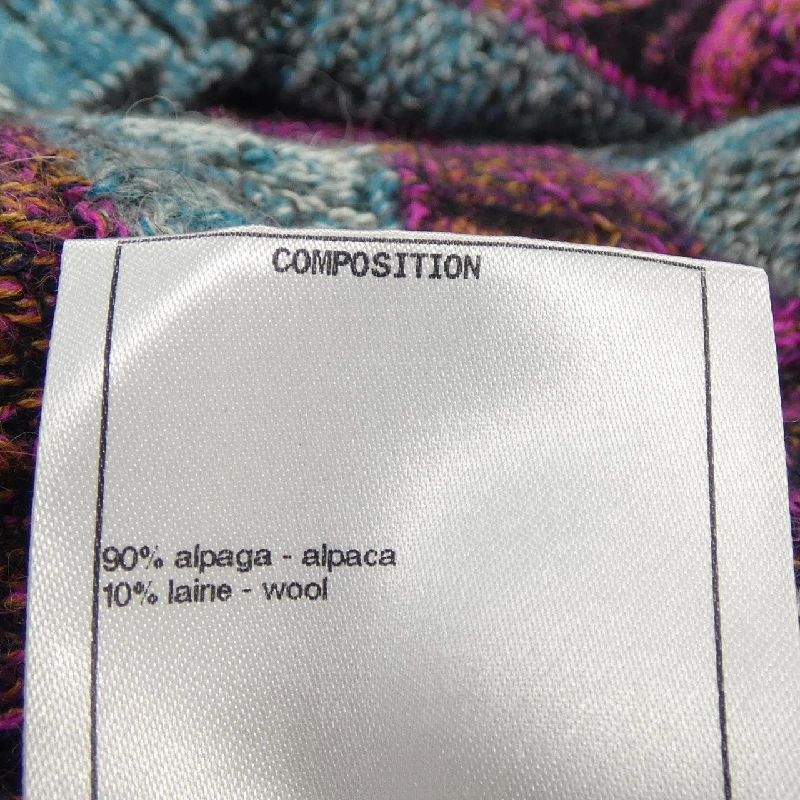 COMPOSITION
90% alpaga - alpaca
10% laine - wool